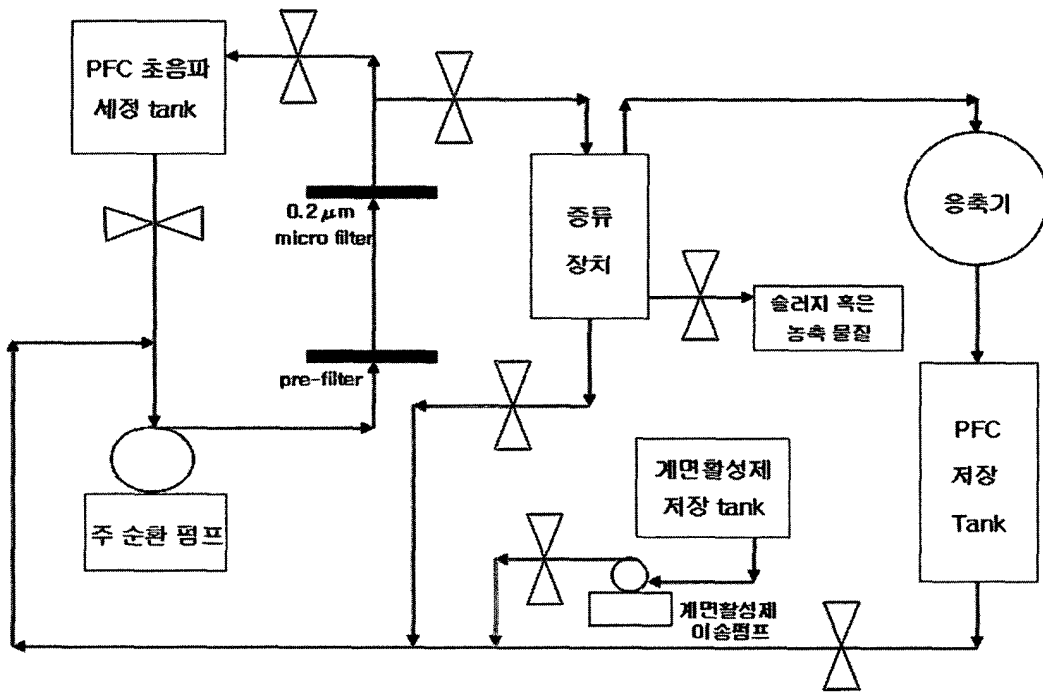 PFC 초음파
세정 tank
0.2 μm
micro filter
pre-filter
주 순환 펌프
증류
장치
응축기
슬러지 혹은
농축 물질
PFC
저장
Tank
계면활성제
저장 tank
계면활성제
이송펌프